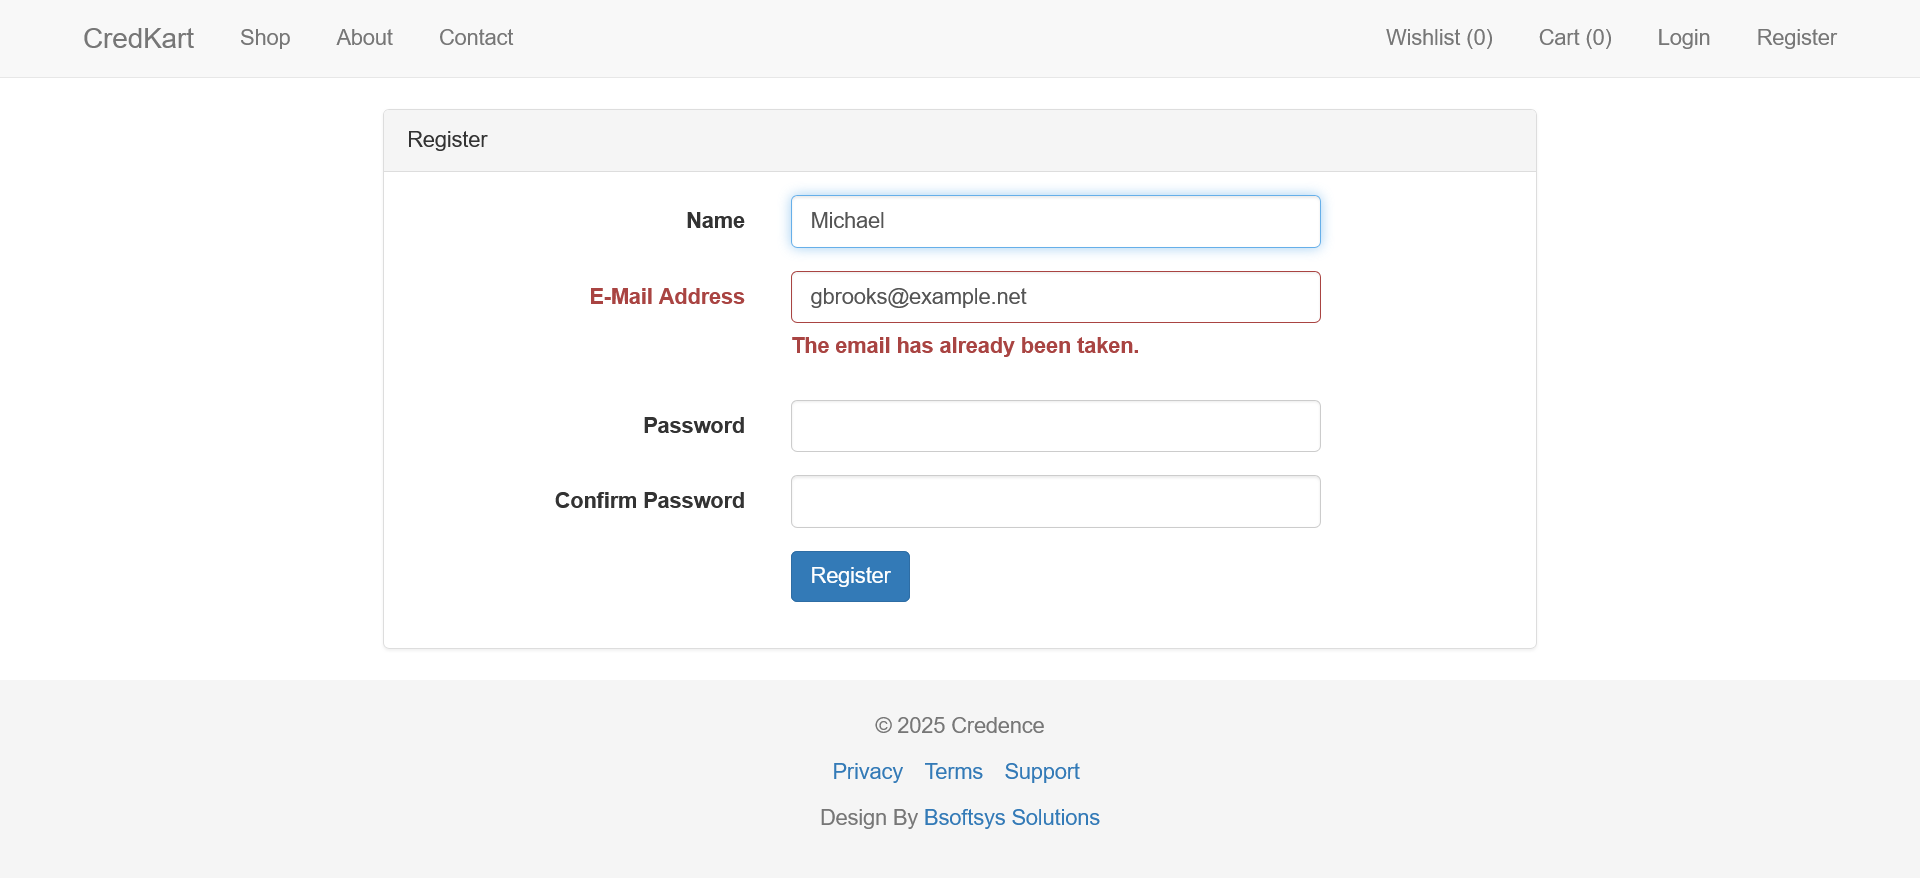 CredKart Shop About Contact Wishlist (0) Cart (0) Login Register
Register
Name Michael
E-Mail Address gbrooks@example.net
The email has already been taken.
Password
Confirm Password
Register
© 2025 Credence
Privacy Terms Support
Design By Bsoftsys Solutions